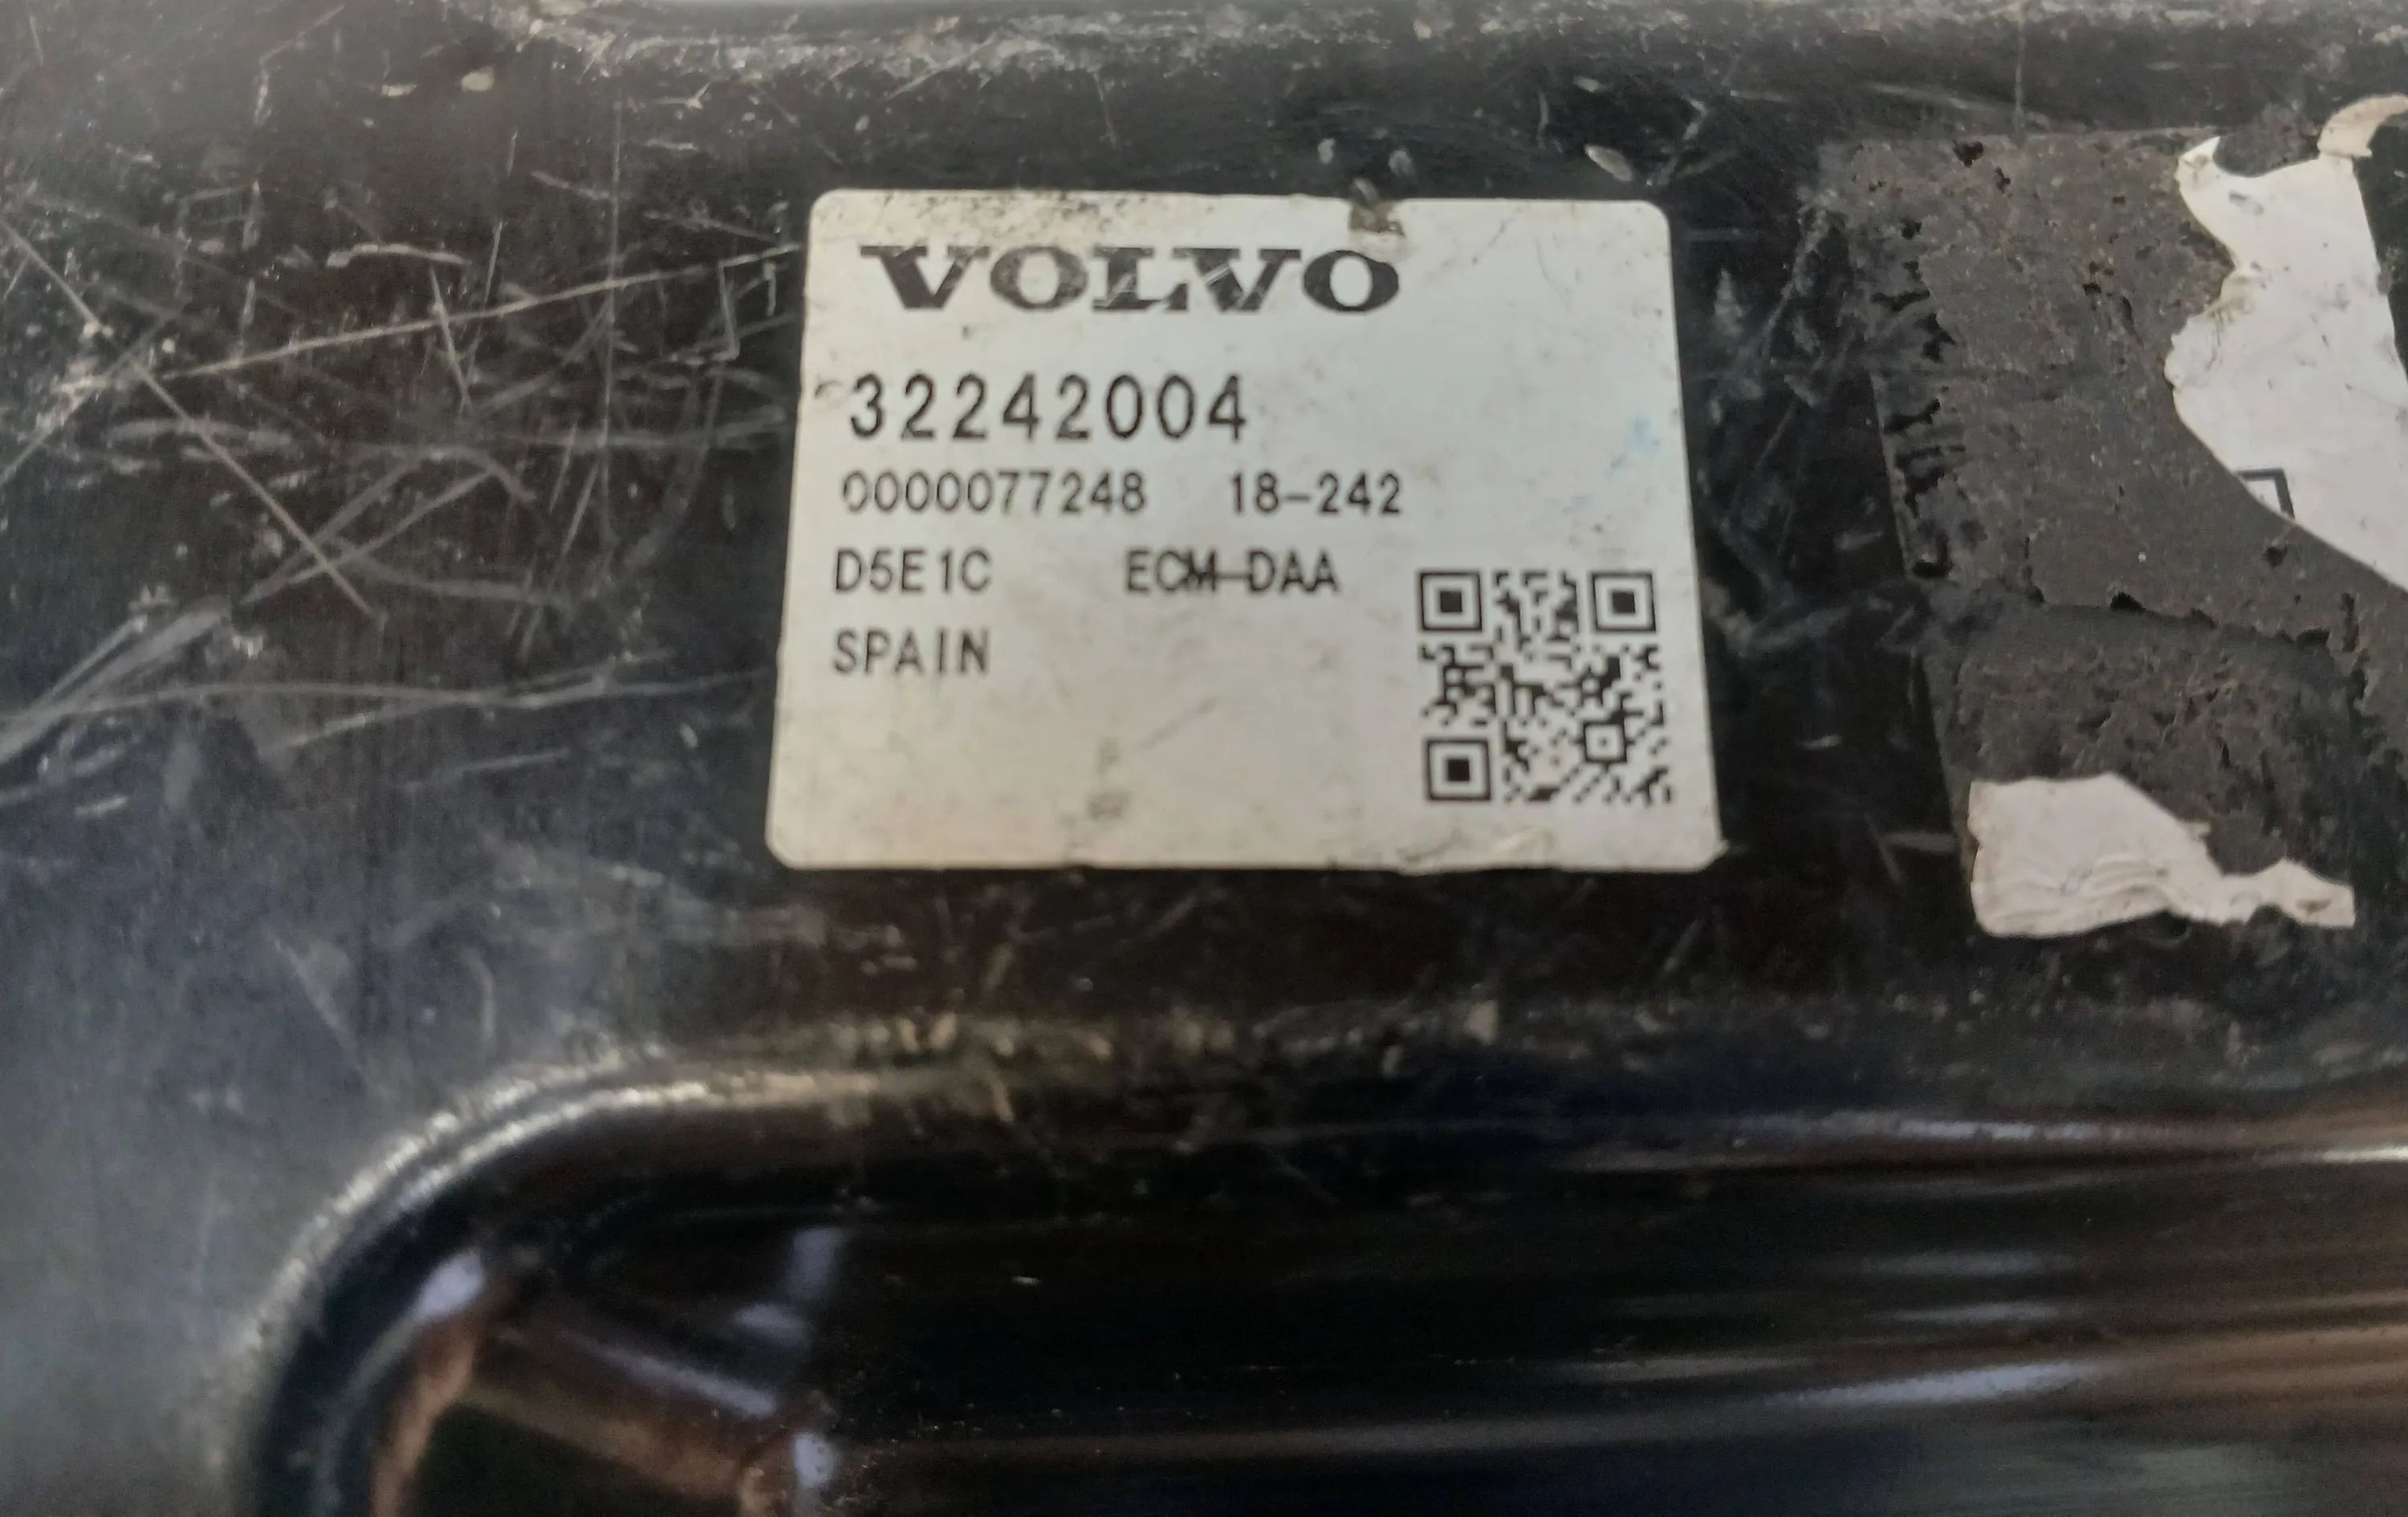 VOLVO
32242004
0000077248 18-242
D5E1C ECM-DAA
SPAIN